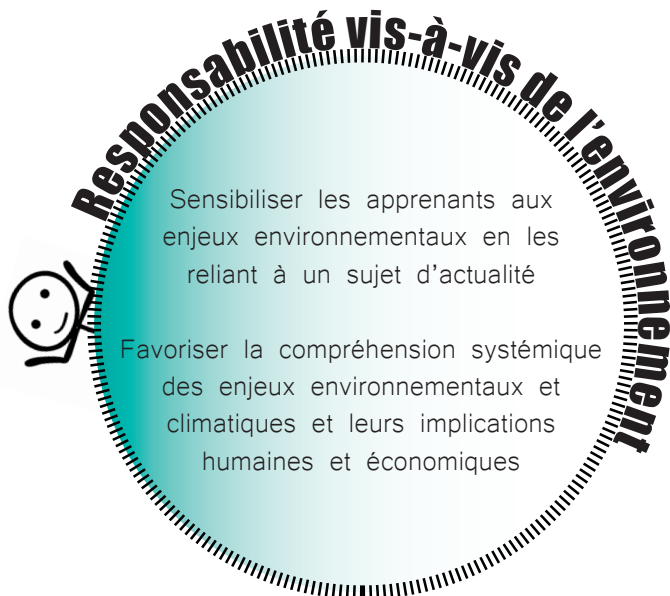 Responsabilité vis-à-vis de l'environnement
Sensibiliser les apprenants aux
enjeux environnementaux en les
reliant à un sujet d'actualité
Favoriser la compréhension systémique
des enjeux environnementaux et
climatiques et leurs implications
humaines et économiques